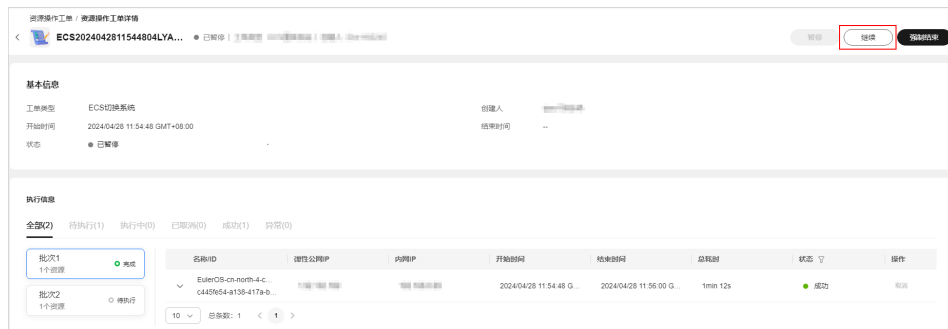 资源操作工单 / 资源操作工单详情
ECS2024042811544804LYA... 已暂停
暂停 继续 强制结束
基本信息
工单类型 ECS切换系统 创建人
开始时间 2024/04/28 11:54:48 GMT+08:00 结束时间 --
状态 已暂停 -
执行信息
全部(2) 待执行(1) 执行中(0) 已取消(0) 成功(1) 异常(0)
批次1 完成
1个资源
批次2 待执行
1个资源
名称/ID 弹性公网IP 内网IP 开始时间 结束时间 总耗时 状态 操作
EulerOS-cn-north-4-c...
c445fe54-a138-417a-b... 2024/04/28 11:54:48 G... 2024/04/28 11:56:00 G... 1min 12s 成功 取消
10 总条数: 1 < 1 >